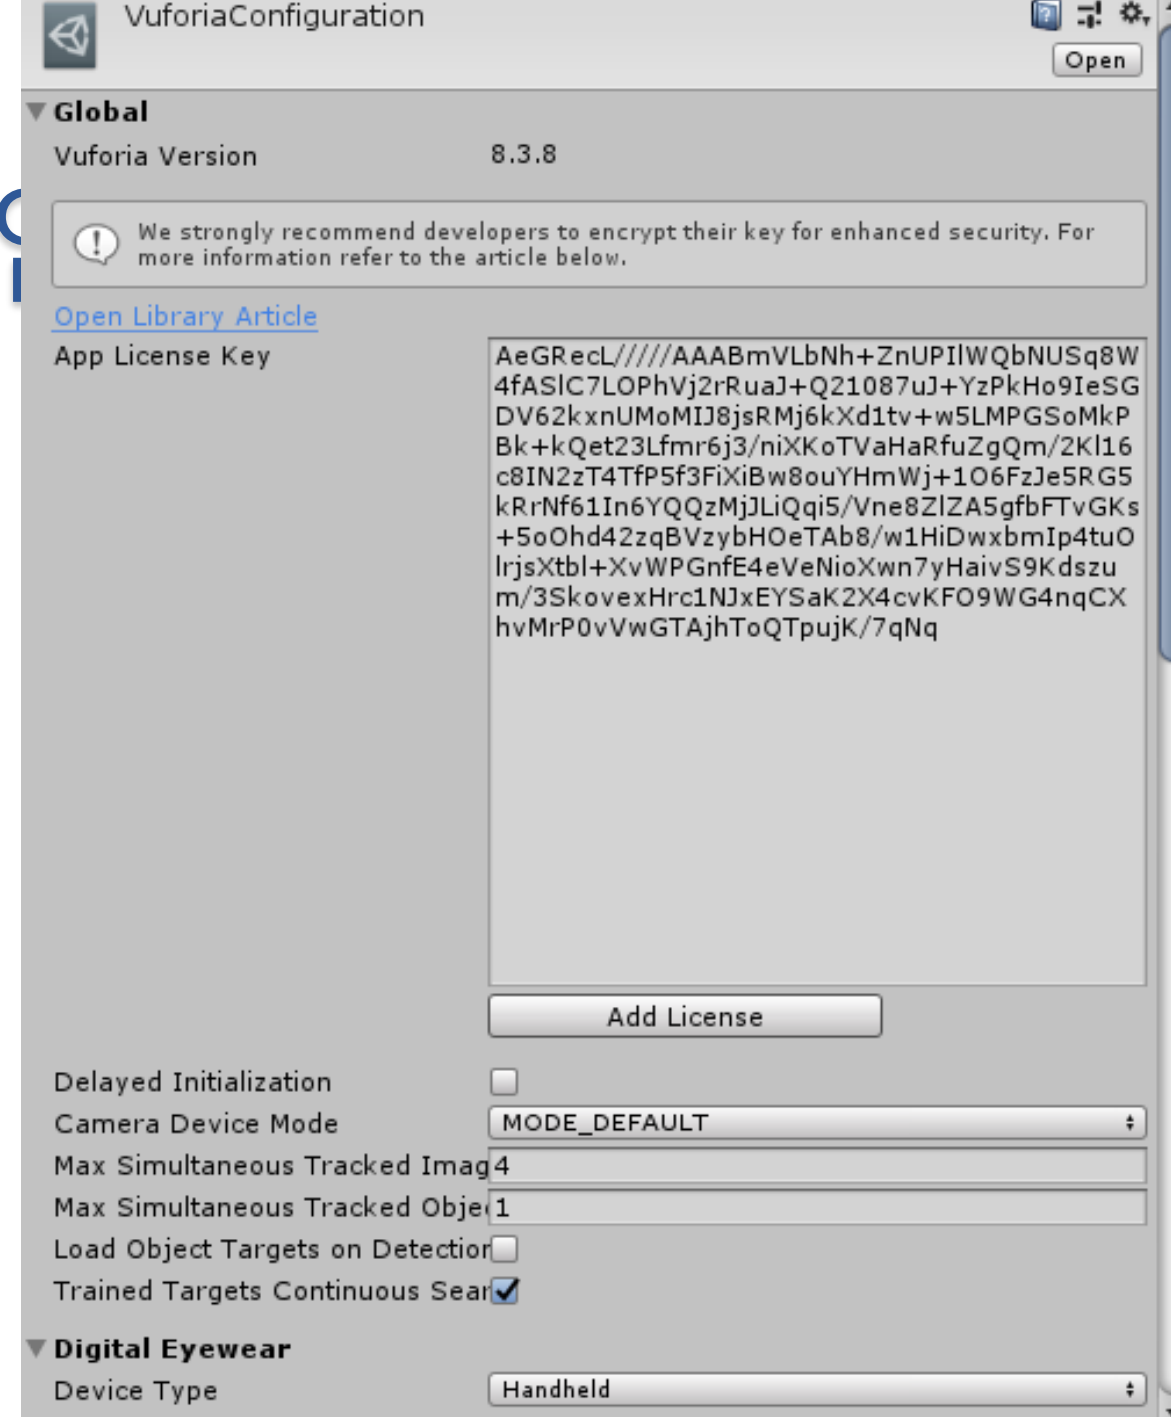 VuforiaConfiguration
Open
Global
Vuforia Version 8.3.8
We strongly recommend developers to encrypt their key for enhanced security. For
more information refer to the article below.
Open Library Article
App License Key
AeGRecL/////AAABmVLbNh+ZnUPIlWQbNUSq8W
4fASlC7LOPhVj2rRuaJ+Q21087uJ+YzPkHo9IeSG
DV62kxnUMoMIJ8jsRMj6kXd1tv+w5LMPGSoMkP
Bk+kQet23Lfmr6j3/niXKoTVaHaRfuZgQm/2Kl16
c8IN2zT4TfP5f3FiXiBw8ouYHmWj+1O6FzJe5RG5
kRrNf61In6YQQzMjJLiQqi5/Vne8ZlZA5gfbFTvGKs
+5oOhd42zqBVzybHOeTAb8/w1HiDwxbmIp4tuO
lrjsXtbl+XvWPGnfE4eVeNioXwn7yHaivS9Kdszu
m/3SkovexHrc1NJxEYSaK2X4cvKFO9WG4nqCX
hvMrP0vVwGTAjhToQTpujK/7qNq
Add License
Delayed Initialization
Camera Device Mode MODE_DEFAULT
Max Simultaneous Tracked Imag 4
Max Simultaneous Tracked Objec 1
Load Object Targets on Detection
Trained Targets Continuous Sear
Digital Eyewear
Device Type Handheld